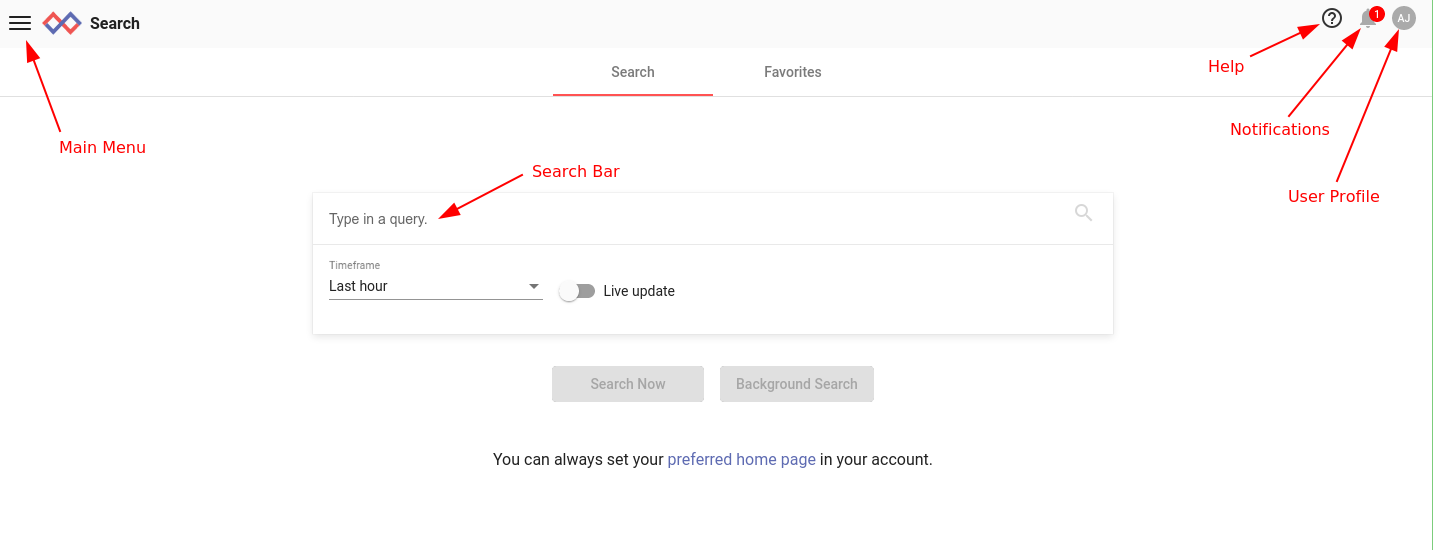 Search
1
AJ
Help
Search
Favorites
Notifications
Main Menu
Search Bar
User Profile
Type in a query.
Timeframe
Last hour
Live update
Search Now
Background Search
You can always set your preferred home page in your account.